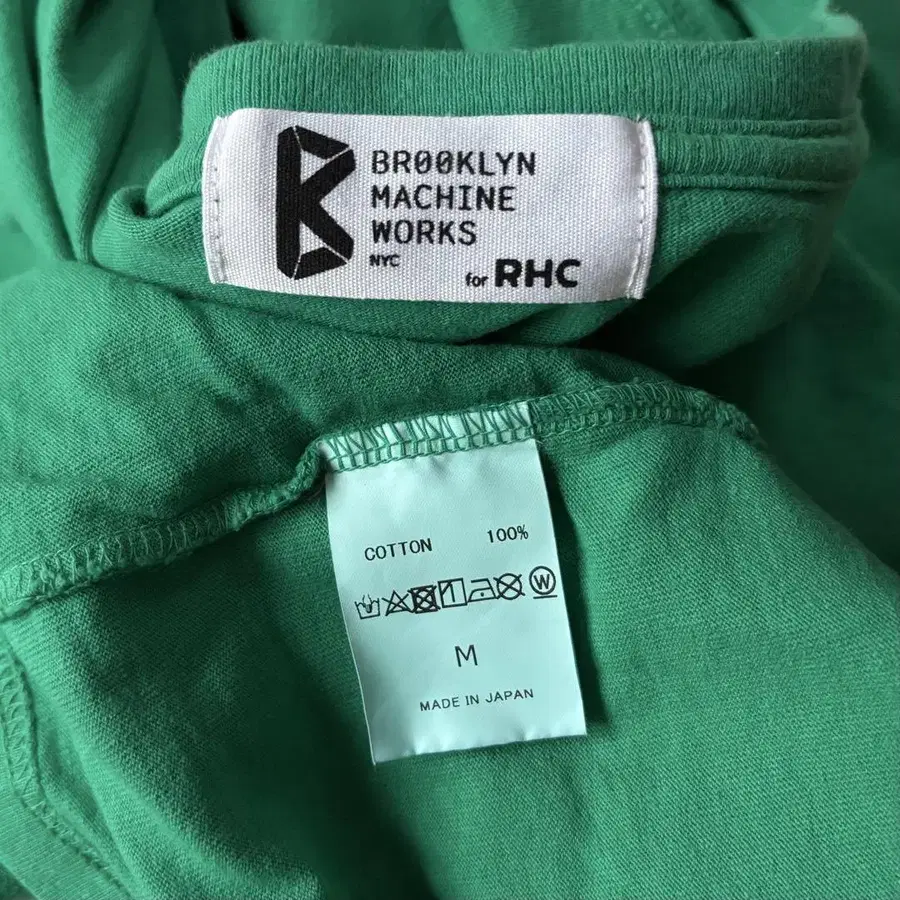 BR00KLYN
MACHINE
WORKS
NYC
for RHC
COTTON 100%
W
M
MADE IN JAPAN